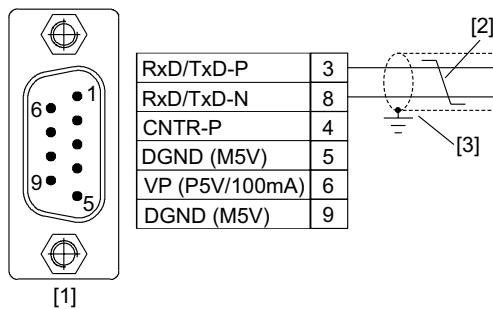 [2]
RxD/TxD-P 3
RxD/TxD-N 8
CNTR-P 4
DGND (M5V) 5
VP (P5V/100mA) 6
DGND (M5V) 9
[3]
1
6
9
5
[1]